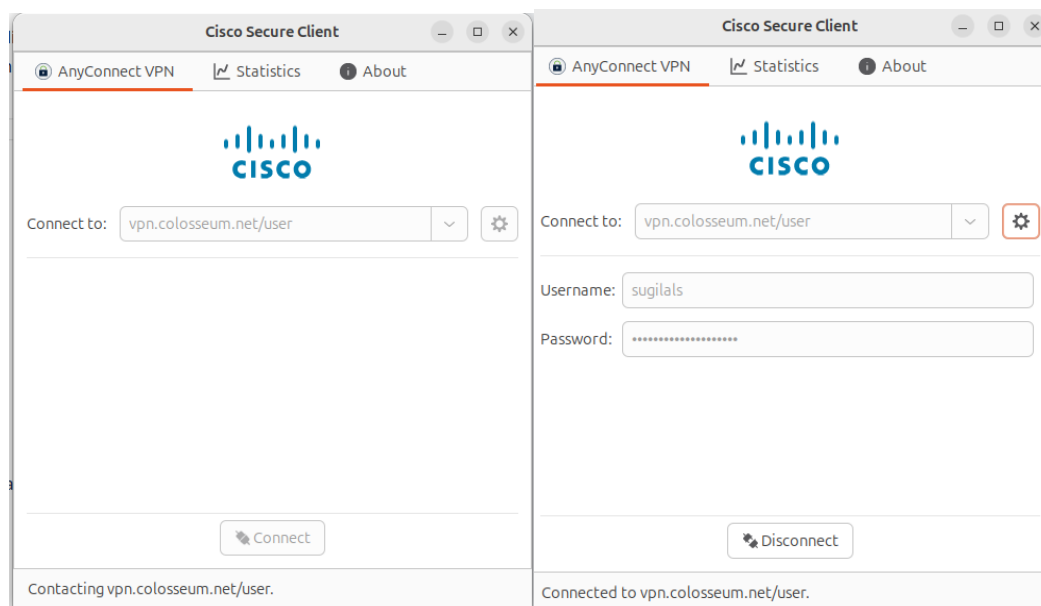 Cisco Secure Client
AnyConnect VPN Statistics About
CISCO
Connect to: vpn.colosseum.net/user
Connect
Contacting vpn.colosseum.net/user.
Cisco Secure Client
AnyConnect VPN Statistics About
CISCO
Connect to: vpn.colosseum.net/user
Username: sugilals
Password: ••••••••••••••••••••
Disconnect
Connected to vpn.colosseum.net/user.